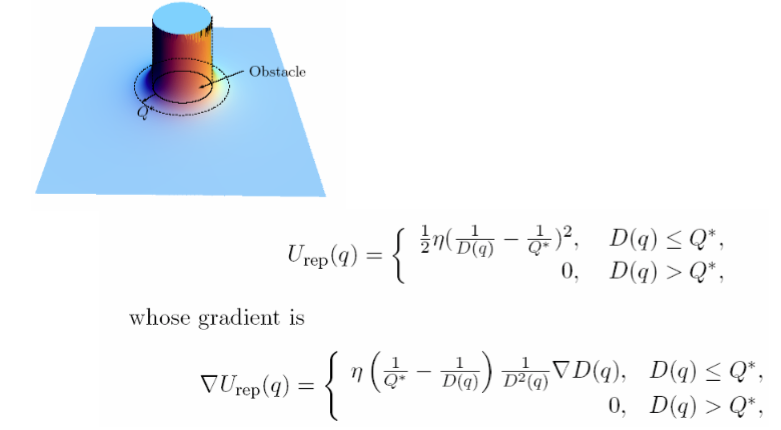 Obstacle
Q*
U_rep(q) = { ½η(1/D(q) − 1/Q*)², D(q) ≤ Q*,
0, D(q) > Q*,
whose gradient is
∇U_rep(q) = { η(1/Q* − 1/D(q)) 1/D²(q) ∇D(q), D(q) ≤ Q*,
0, D(q) > Q*,